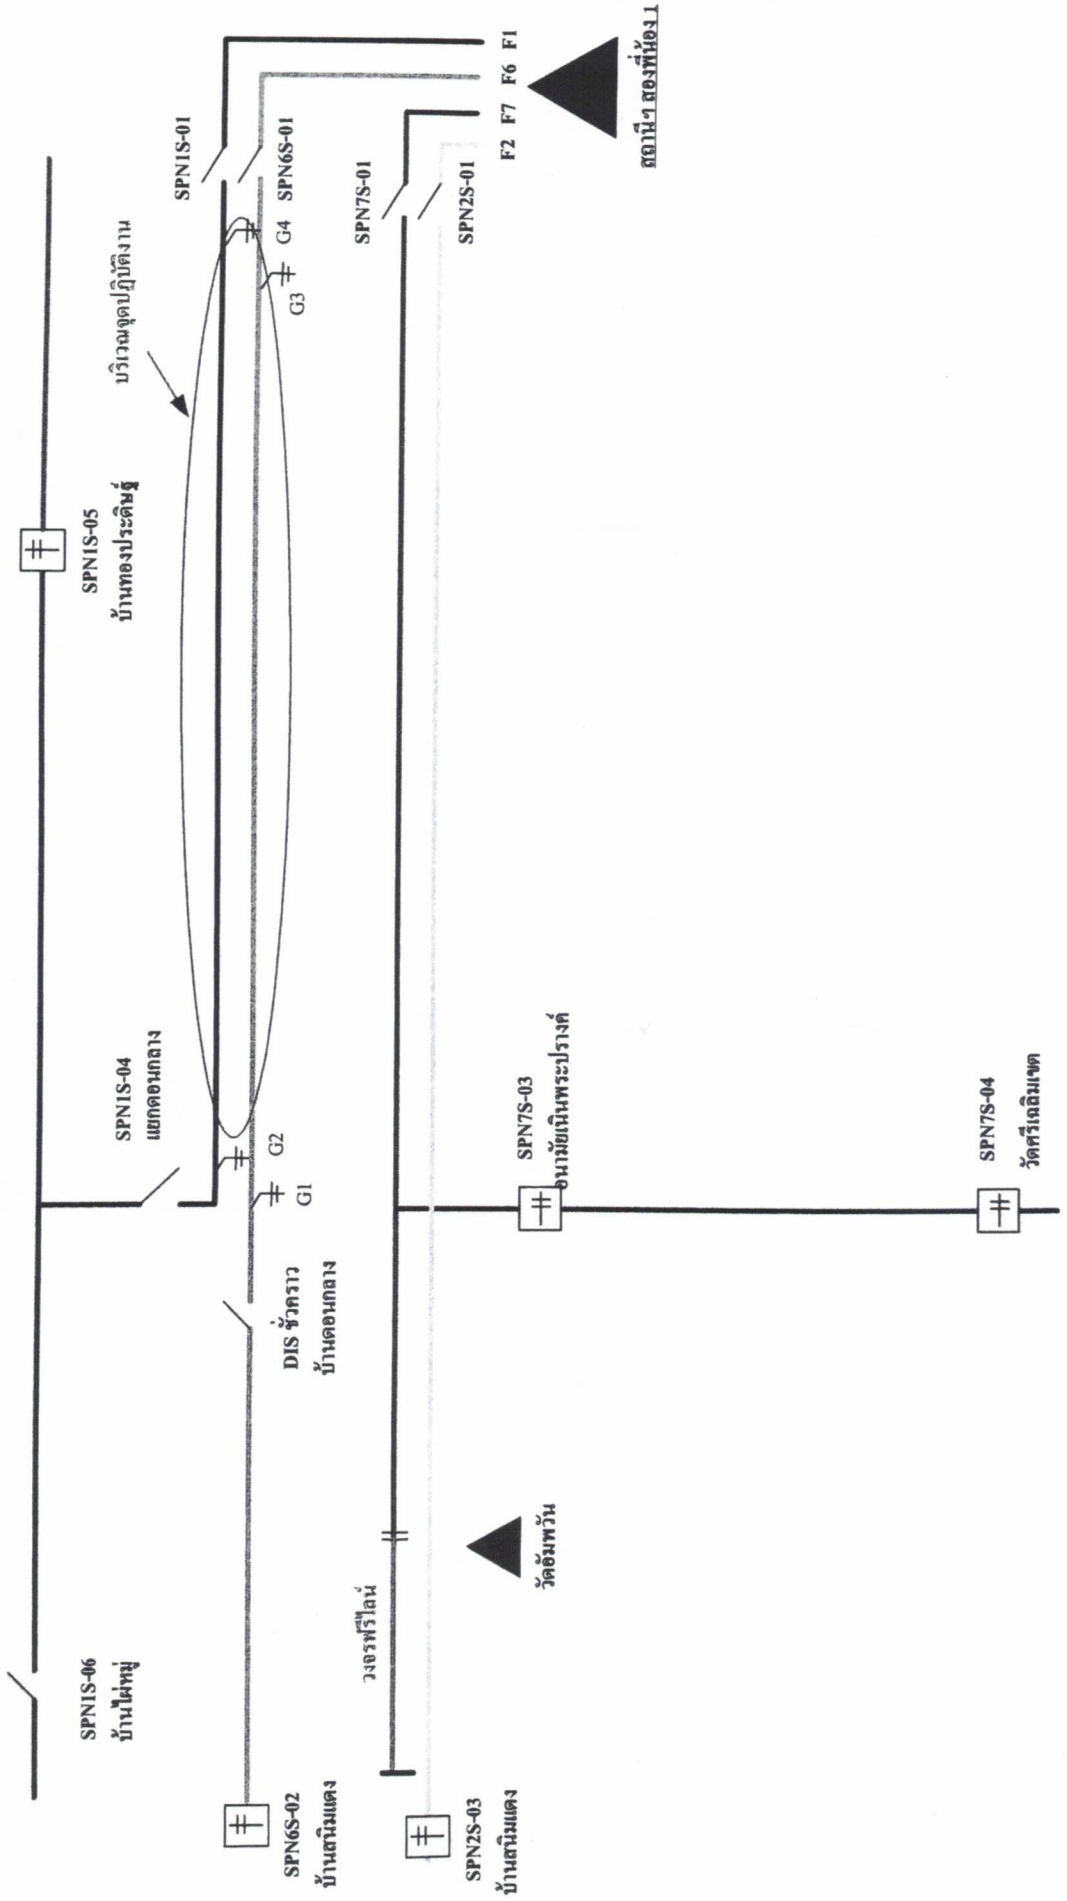 SPN1S-06
บ้านไผ่หมู่
SPN6S-02
บ้านสนิมแดง
SPN2S-03
บ้านสนิมแดง
วงจรฟรีไลน์
วัดอัมพวัน
DIS ชั่วคราว
บ้านดอนกลาง
SPN1S-04
แยกดอนกลาง
G1
G2
SPN7S-03
อนามัยเนินพระปรางค์
SPN7S-04
วัดศรีเฉลิมเขต
SPN1S-05
บ้านทองประดิษฐ์
บริเวณจุดปฏิบัติงาน
G3
G4
SPN1S-01
SPN6S-01
SPN7S-01
SPN2S-01
F2 F7 F6 F1
สถานีฯ สองพี่น้อง 1